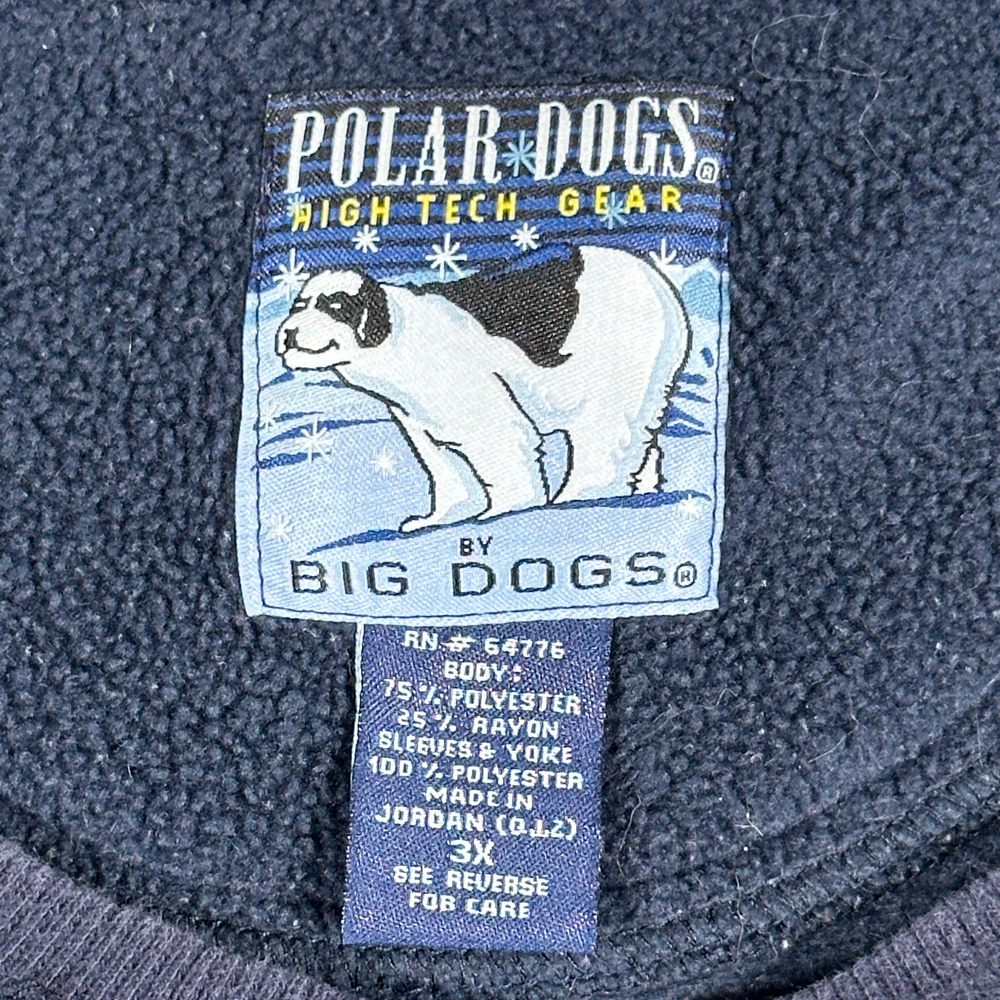 POLAR DOGS®
HIGH TECH GEAR
BY
BIG DOGS®
RN # 64776
BODY:
75% POLYESTER
25% RAYON
SLEEVES & YOKE
100% POLYESTER
MADE IN
JORDAN (Q.I.Z)
3X
SEE REVERSE
FOR CARE